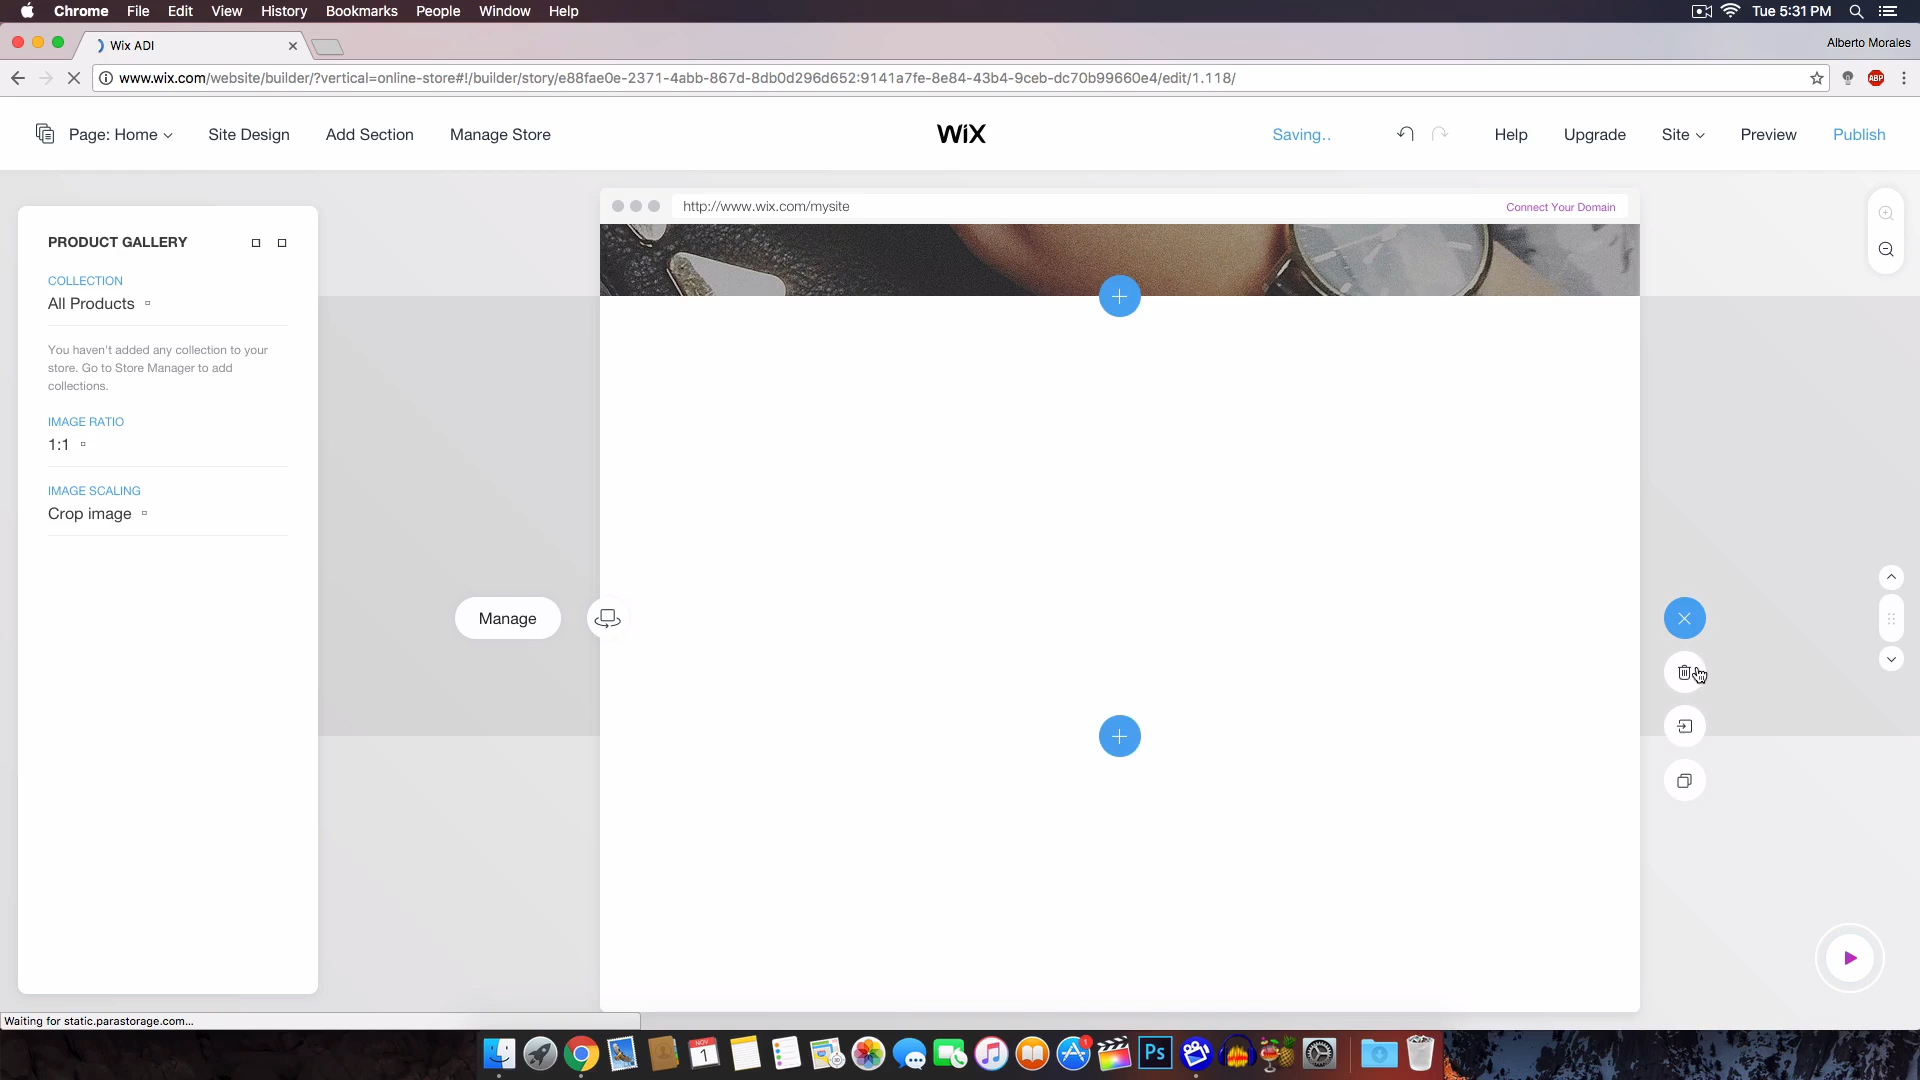 Chrome File Edit View History Bookmarks People Window Help
Tue 5:31 PM
Wix ADI
Alberto Morales
www.wix.com/website/builder/?vertical=online-store#!/builder/story/e88fae0e-2371-4abb-867d-8db0d296d652:9141a7fe-8e84-43b4-9ceb-dc70b99660e4/edit/1.118/
ABP
Page: Home Site Design Add Section Manage Store
WiX
Saving..
Help Upgrade Site Preview Publish
http://www.wix.com/mysite
Connect Your Domain
PRODUCT GALLERY
COLLECTION
All Products
You haven't added any collection to your
store. Go to Store Manager to add
collections.
IMAGE RATIO
1:1
IMAGE SCALING
Crop image
Manage
Waiting for static.parastorage.com...
NOV
1
1
Ps